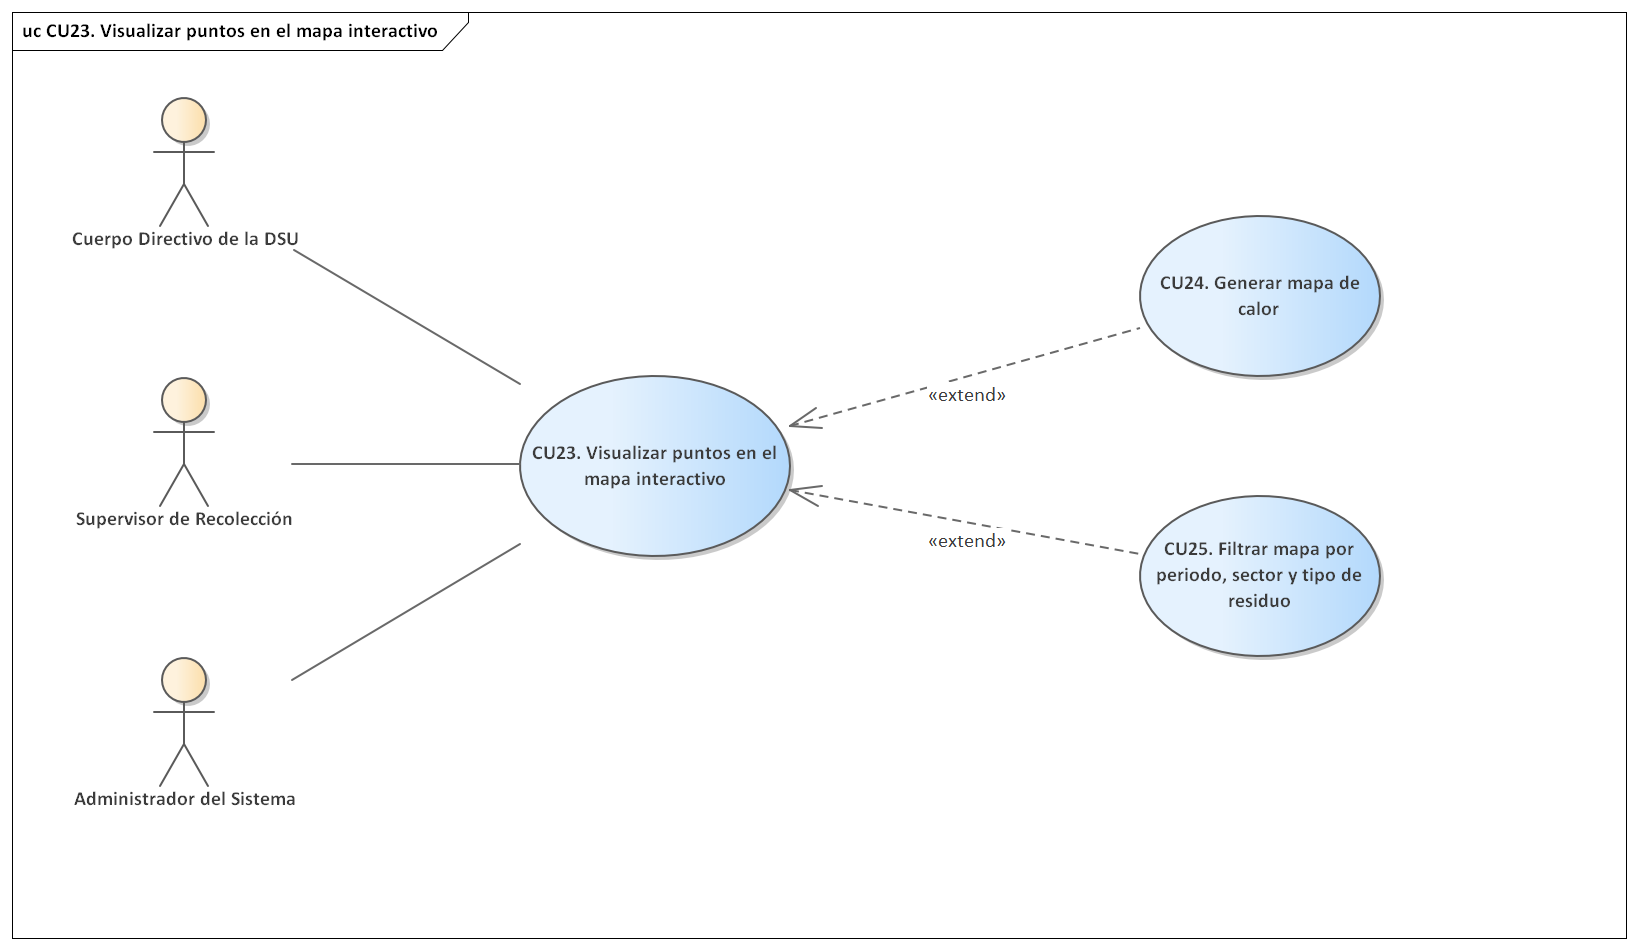 uc CU23. Visualizar puntos en el mapa interactivo
Cuerpo Directivo de la DSU
CU24. Generar mapa de
calor
«extend»
CU23. Visualizar puntos en el
mapa interactivo
Supervisor de Recolección
«extend»
CU25. Filtrar mapa por
periodo, sector y tipo de
residuo
Administrador del Sistema